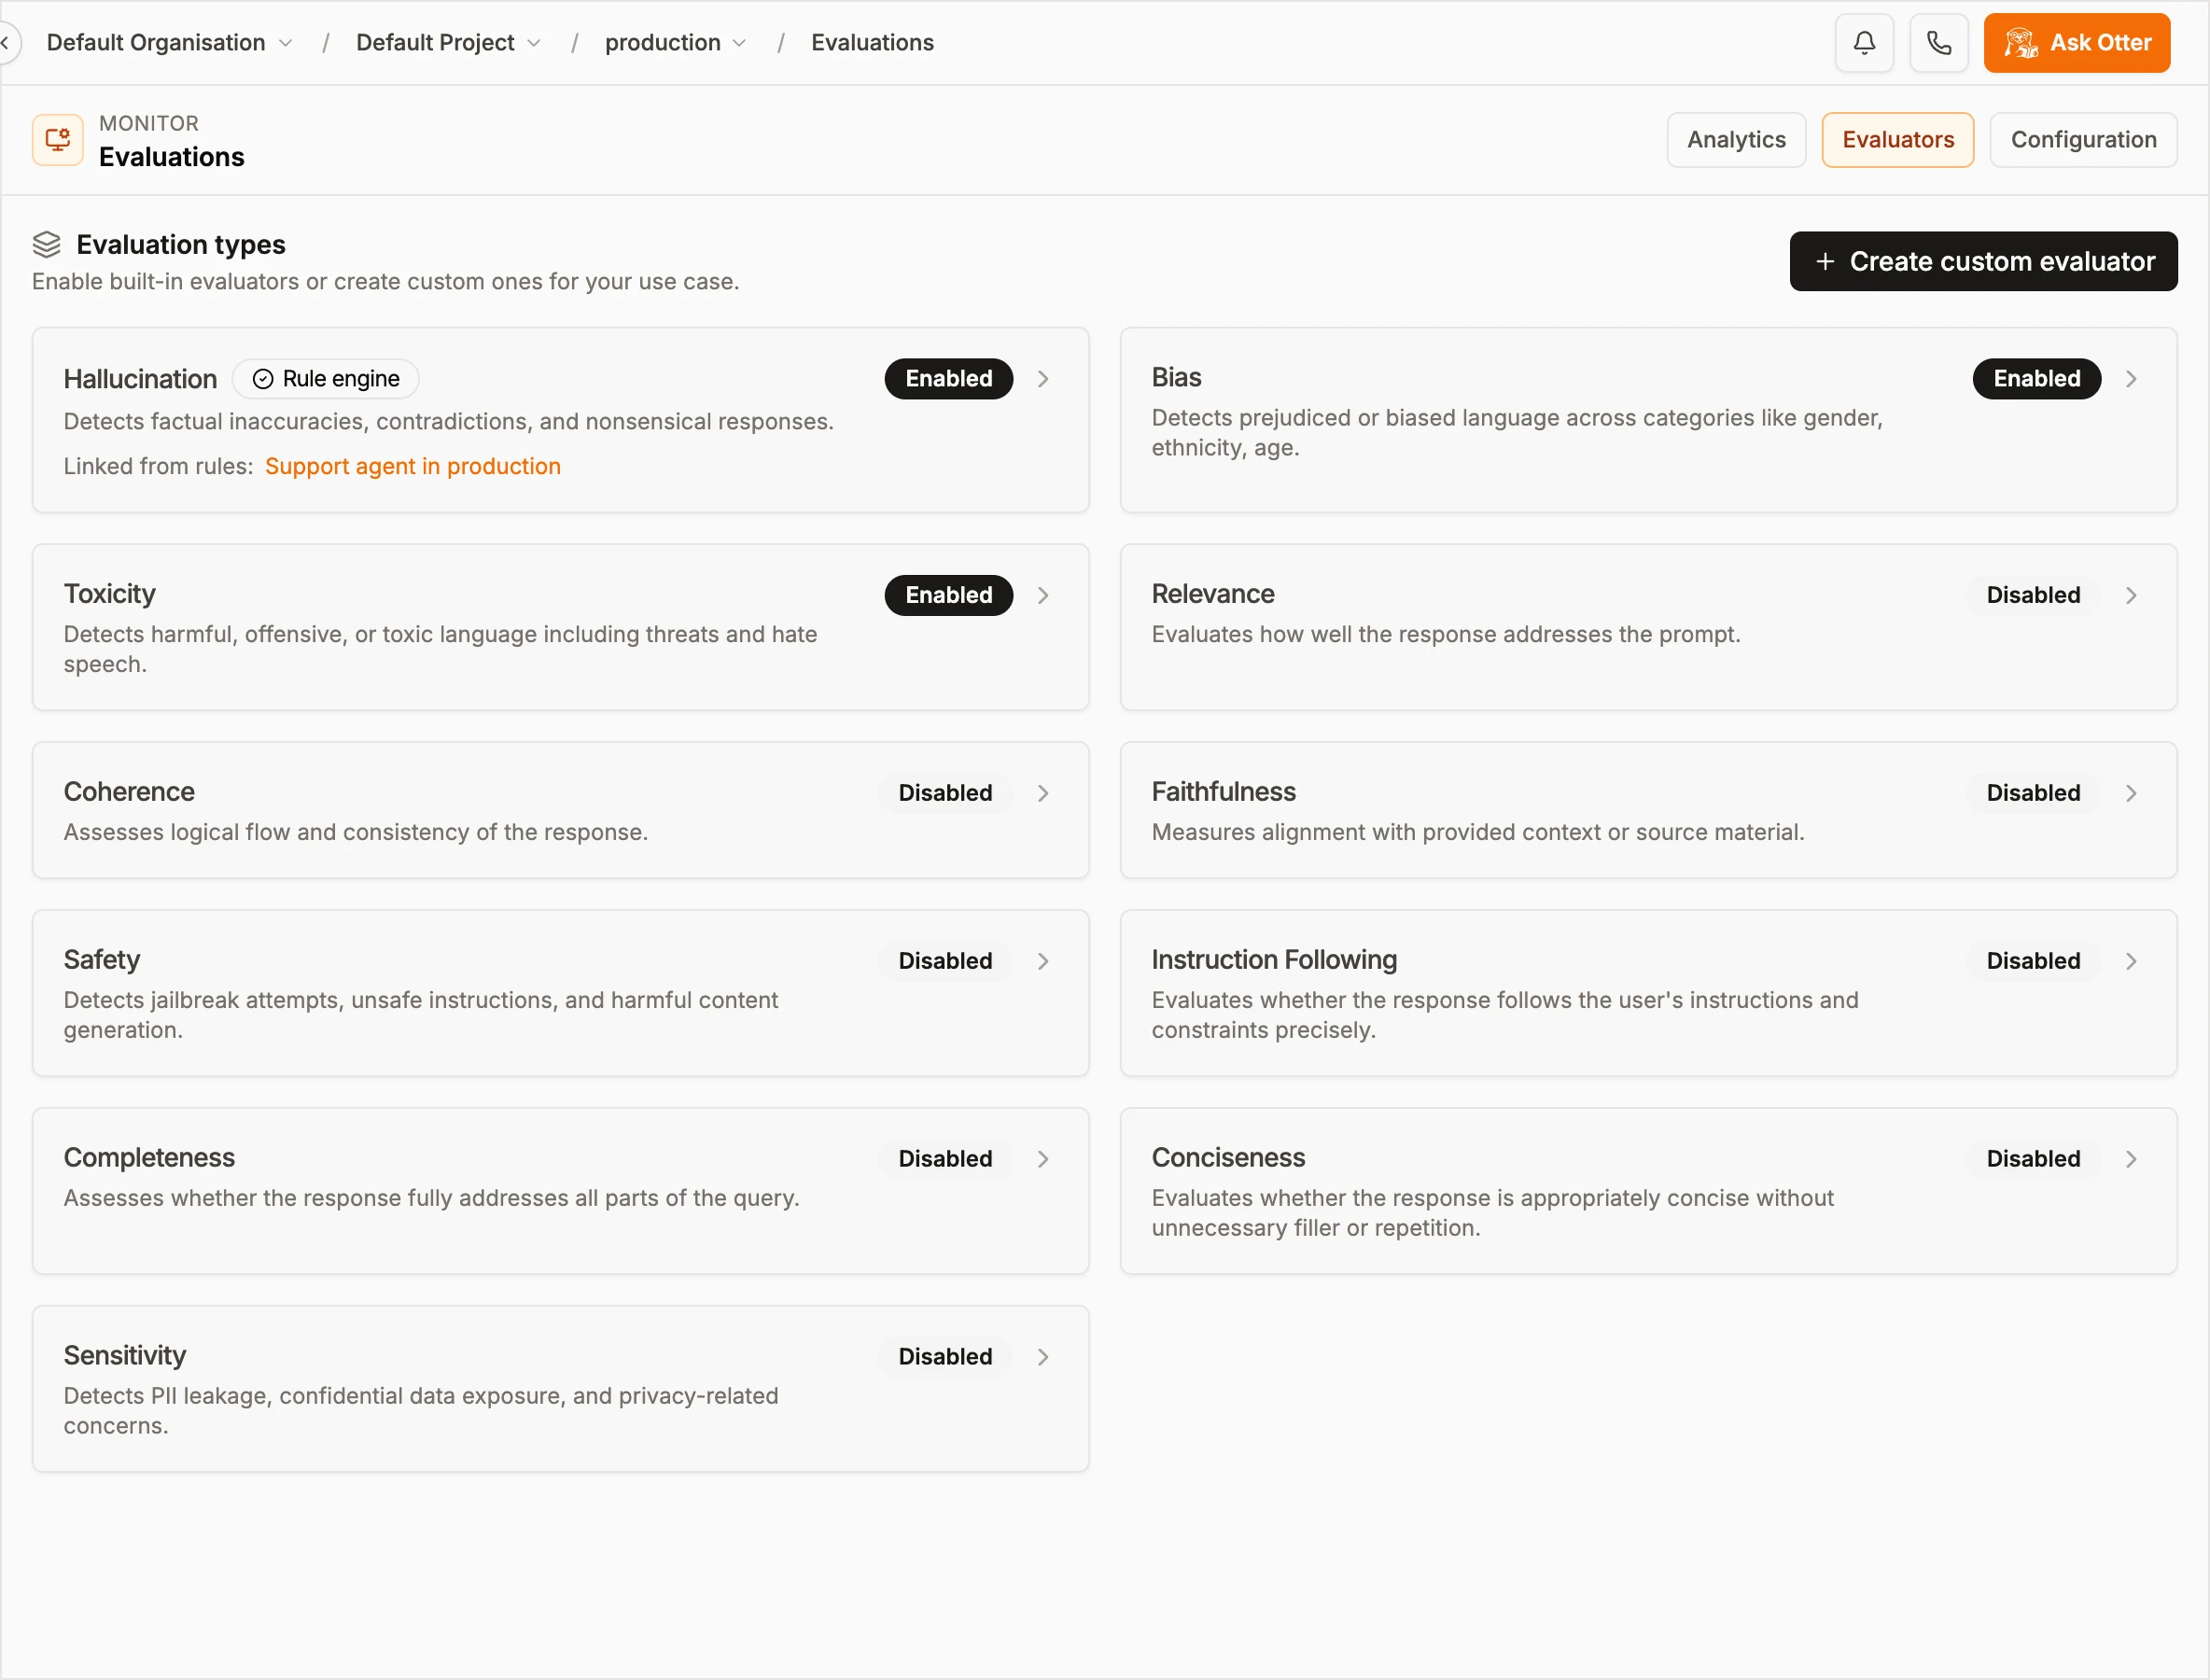 Default Organisation / Default Project / production / Evaluations
Ask Otter
MONITOR
Evaluations
Analytics
Evaluators
Configuration
Evaluation types
Enable built-in evaluators or create custom ones for your use case.
+ Create custom evaluator
Hallucination
Rule engine
Enabled
Detects factual inaccuracies, contradictions, and nonsensical responses.
Linked from rules: Support agent in production
Bias
Enabled
Detects prejudiced or biased language across categories like gender,
ethnicity, age.
Toxicity
Enabled
Detects harmful, offensive, or toxic language including threats and hate
speech.
Relevance
Disabled
Evaluates how well the response addresses the prompt.
Coherence
Disabled
Assesses logical flow and consistency of the response.
Faithfulness
Disabled
Measures alignment with provided context or source material.
Safety
Disabled
Detects jailbreak attempts, unsafe instructions, and harmful content
generation.
Instruction Following
Disabled
Evaluates whether the response follows the user's instructions and
constraints precisely.
Completeness
Disabled
Assesses whether the response fully addresses all parts of the query.
Conciseness
Disabled
Evaluates whether the response is appropriately concise without
unnecessary filler or repetition.
Sensitivity
Disabled
Detects PII leakage, confidential data exposure, and privacy-related
concerns.